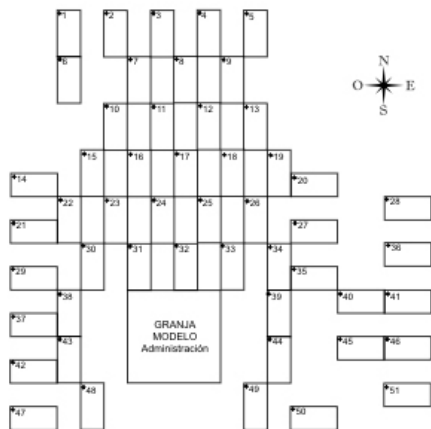 1 2 3 4 5
6 7 8 9
N
O E
S
10 11 12 13
15 16 17 18 19
14 20
22 23 24 25 26 28
21 27
30 31 32 33 34 36
29 35
38 39 40 41
GRANJA
MODELO
Administración
37
43 44 45 46
42
48 49 51
47 50